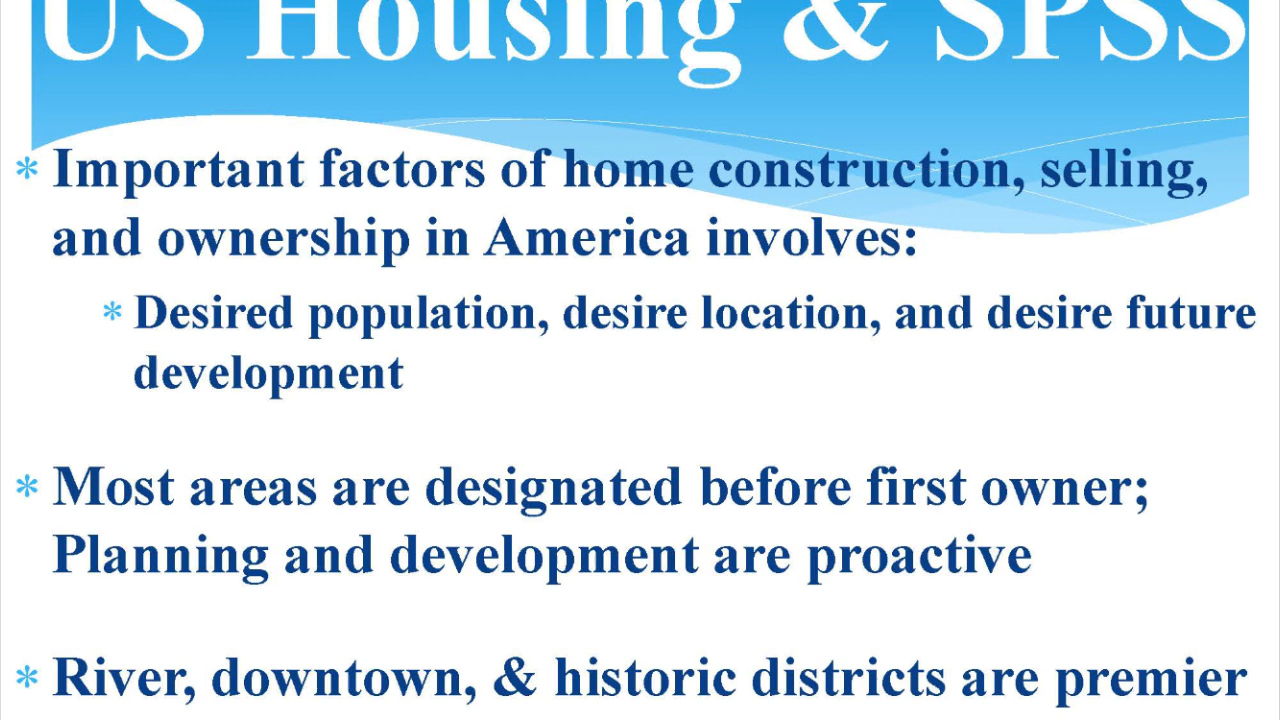 US Housing & SPSS
* Important factors of home construction, selling,
and ownership in America involves:
* Desired population, desire location, and desire future
development
* Most areas are designated before first owner;
Planning and development are proactive
* River, downtown, & historic districts are premier